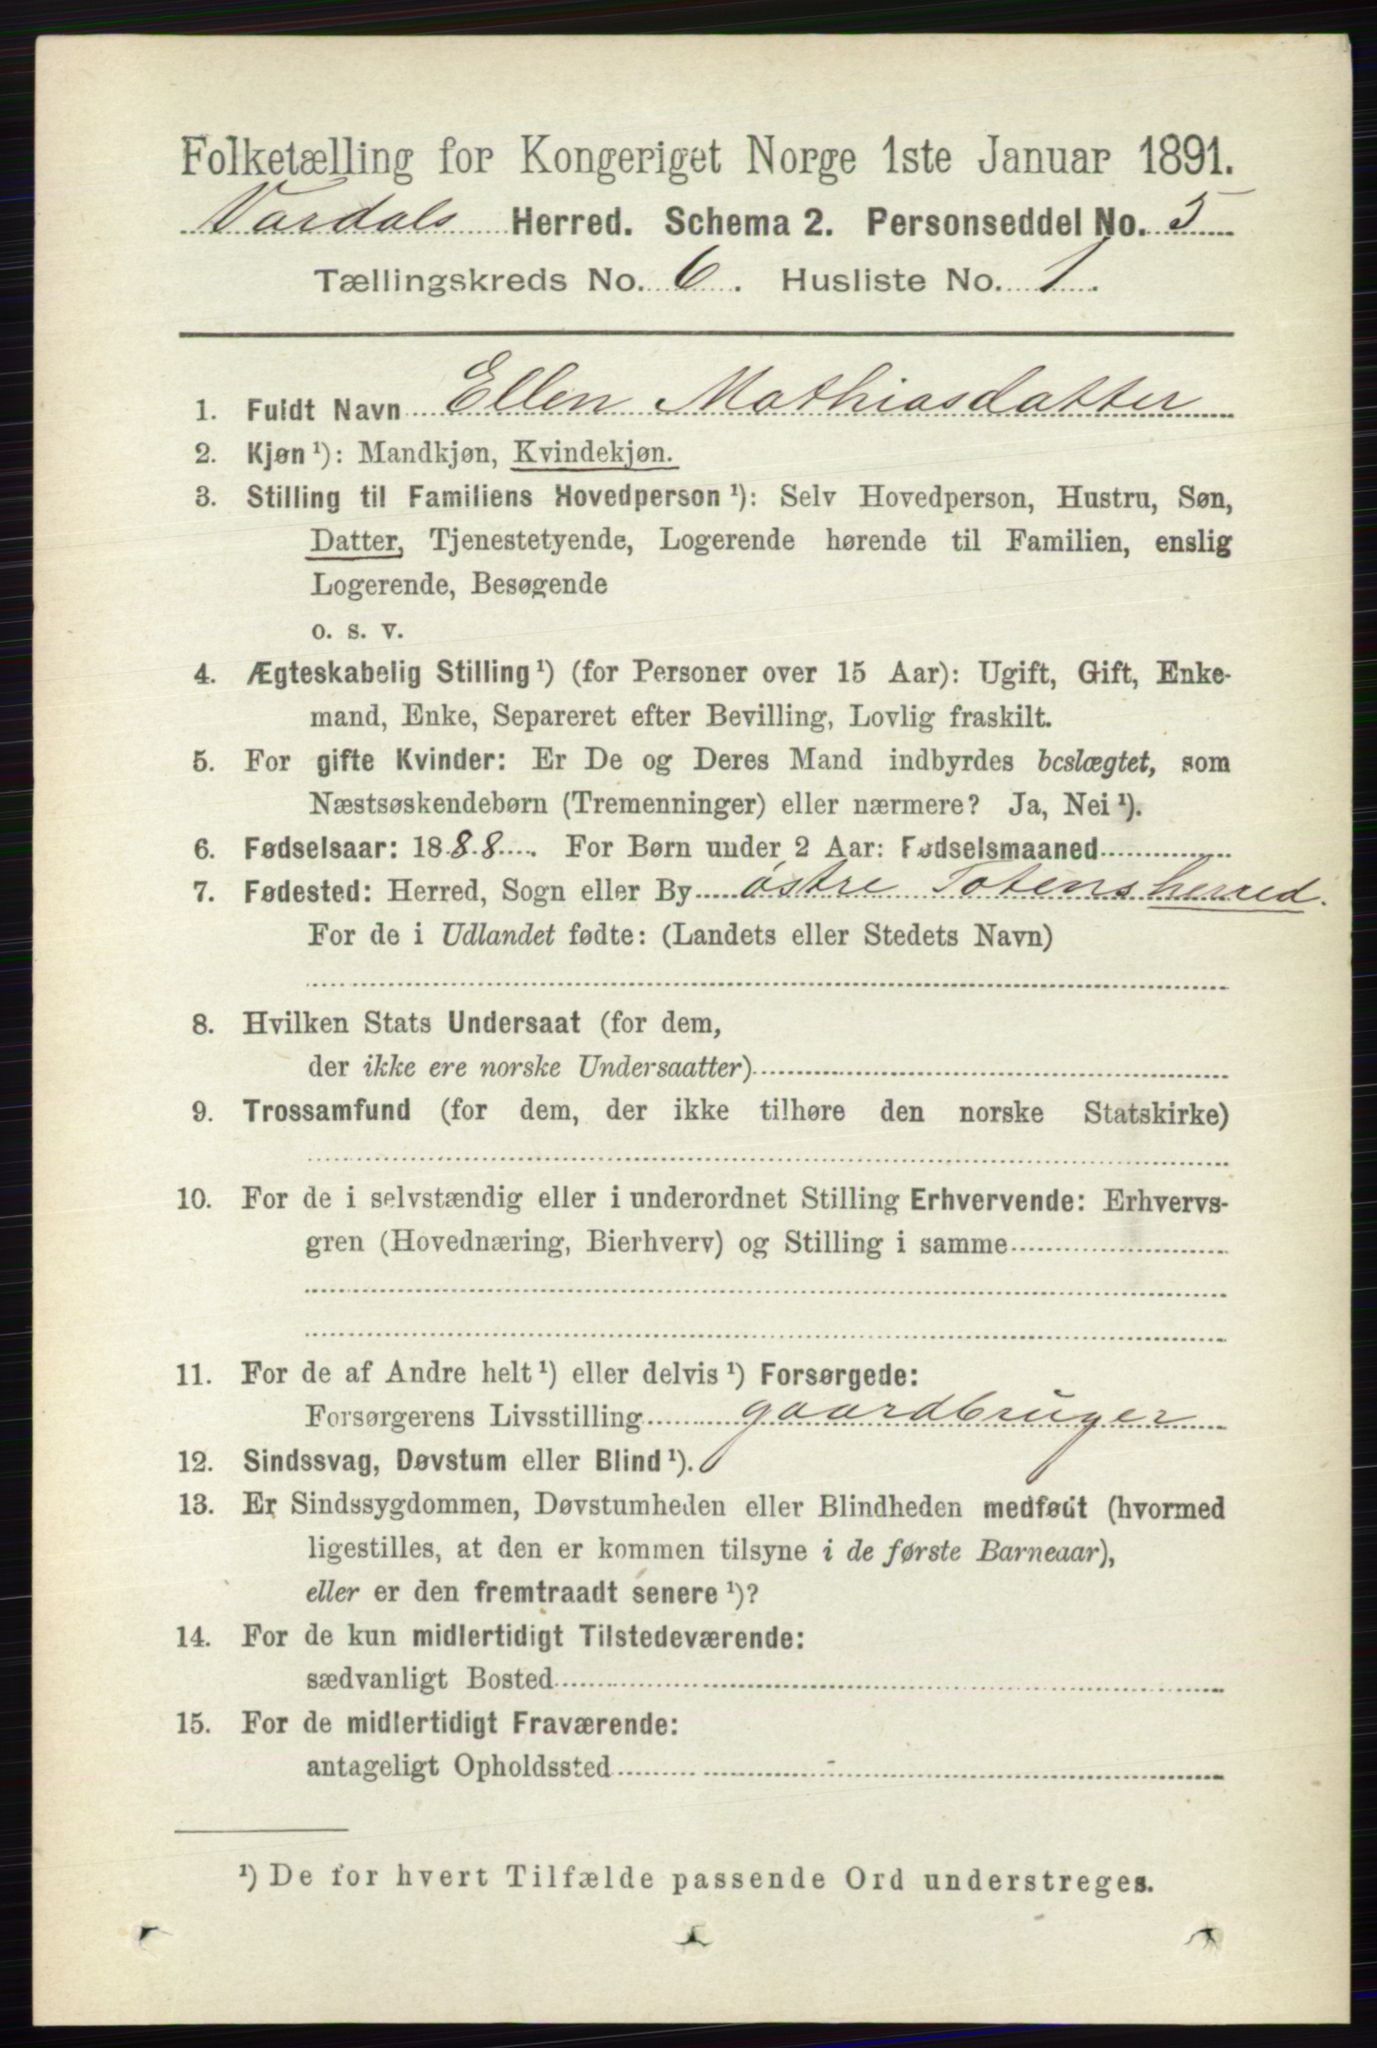 Folketælling for Kongeriget Norge 1ste Januar 1891.
Vardals Herred. Schema 2. Personseddel No. 5
Tællingskreds No. 6. Husliste No. 1.
1. Fuldt Navn Ellen Mathiasdatter
2. Kjøn ¹): Mandkjøn, Kvindekjøn.
3. Stilling til Familiens Hovedperson ¹): Selv Hovedperson, Hustru, Søn,
Datter, Tjenestetyende, Logerende hørende til Familien, enslig
Logerende, Besøgende
o. s. v.
4. Ægteskabelig Stilling ¹) (for Personer over 15 Aar): Ugift, Gift, Enke-
mand, Enke, Separeret efter Bevilling, Lovlig fraskilt.
5. For gifte Kvinder: Er De og Deres Mand indbyrdes beslægtet, som
Næstsøskendebørn (Tremenninger) eller nærmere? Ja, Nei ¹).
6. Fødselsaar: 1888. For Børn under 2 Aar: Fødselsmaaned
7. Fødested: Herred, Sogn eller By østre Totens herred.
For de i Udlandet fødte: (Landets eller Stedets Navn)
8. Hvilken Stats Undersaat (for dem,
der ikke ere norske Undersaatter)
9. Trossamfund (for dem, der ikke tilhøre den norske Statskirke)
10. For de i selvstændig eller i underordnet Stilling Erhvervende: Erhvervs-
gren (Hovednæring, Bierhverv) og Stilling i samme
11. For de af Andre helt ¹) eller delvis ¹) Forsørgede:
Forsørgerens Livsstilling gaardbruger
12. Sindssvag, Døvstum eller Blind ¹).
13. Er Sindssygdommen, Døvstumheden eller Blindheden medfødt (hvormed
ligestilles, at den er kommen tilsyne i de første Barneaar),
eller er den fremtraadt senere ¹)?
14. For de kun midlertidigt Tilstedeværende:
sædvanligt Bosted
15. For de midlertidigt Fraværende:
antageligt Opholdssted
¹) De for hvert Tilfælde passende Ord understreges.